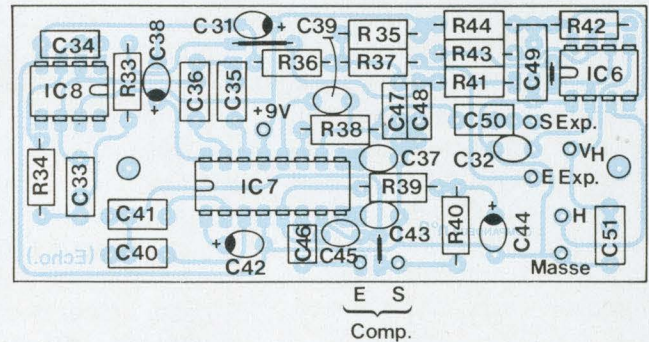 C31
C39
R35
R44
R42
C34
C38
R36
R37
R43
C49
R33
C36
C35
R41
IC8
IC6
+
+9V
C47
C48
C50
S Exp.
R38
C37
C32
VH
E Exp.
R34
C33
IC7
R39
C41
R40
C44
H
C51
C46
C43
C40
+
C42
C45
Masse
(Echo.)
E S
Comp.